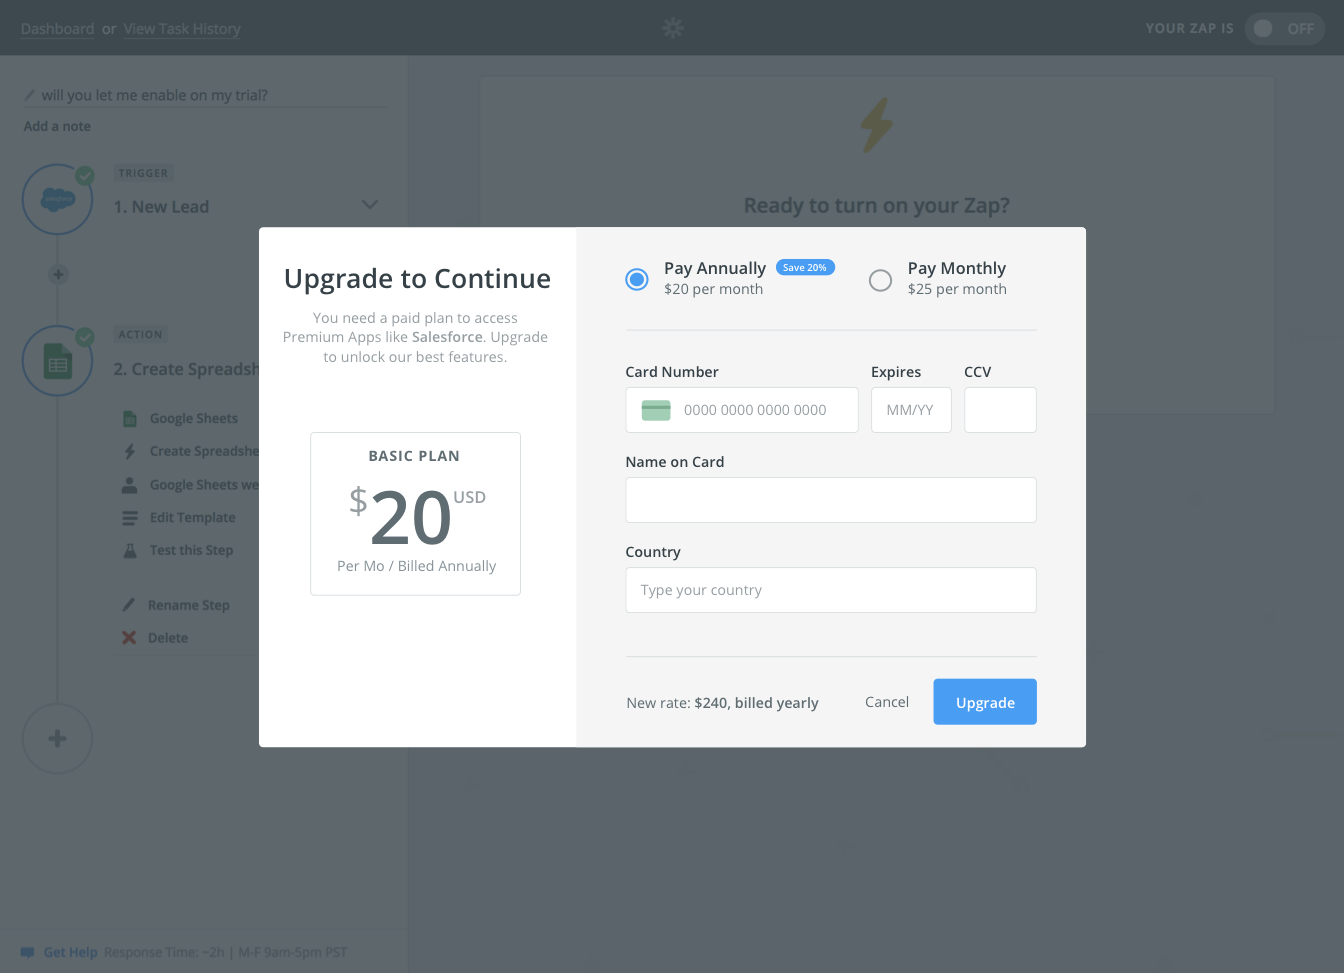 Dashboard or View Task History
YOUR ZAP IS OFF
will you let me enable on my trial?
Add a note
TRIGGER
1. New Lead
ACTION
2. Create Spreadsh
Google Sheets
Create Spreadshe
Google Sheets we
Edit Template
Test this Step
Rename Step
Delete
Get Help Response Time: ~2h | M-F 9am-5pm PST
Ready to turn on your Zap?
Upgrade to Continue
You need a paid plan to access
Premium Apps like Salesforce. Upgrade
to unlock our best features.
BASIC PLAN
$20 USD
Per Mo / Billed Annually
Pay Annually Save 20%
$20 per month
Pay Monthly
$25 per month
Card Number Expires CCV
0000 0000 0000 0000 MM/YY
Name on Card
Country
Type your country
New rate: $240, billed yearly Cancel Upgrade